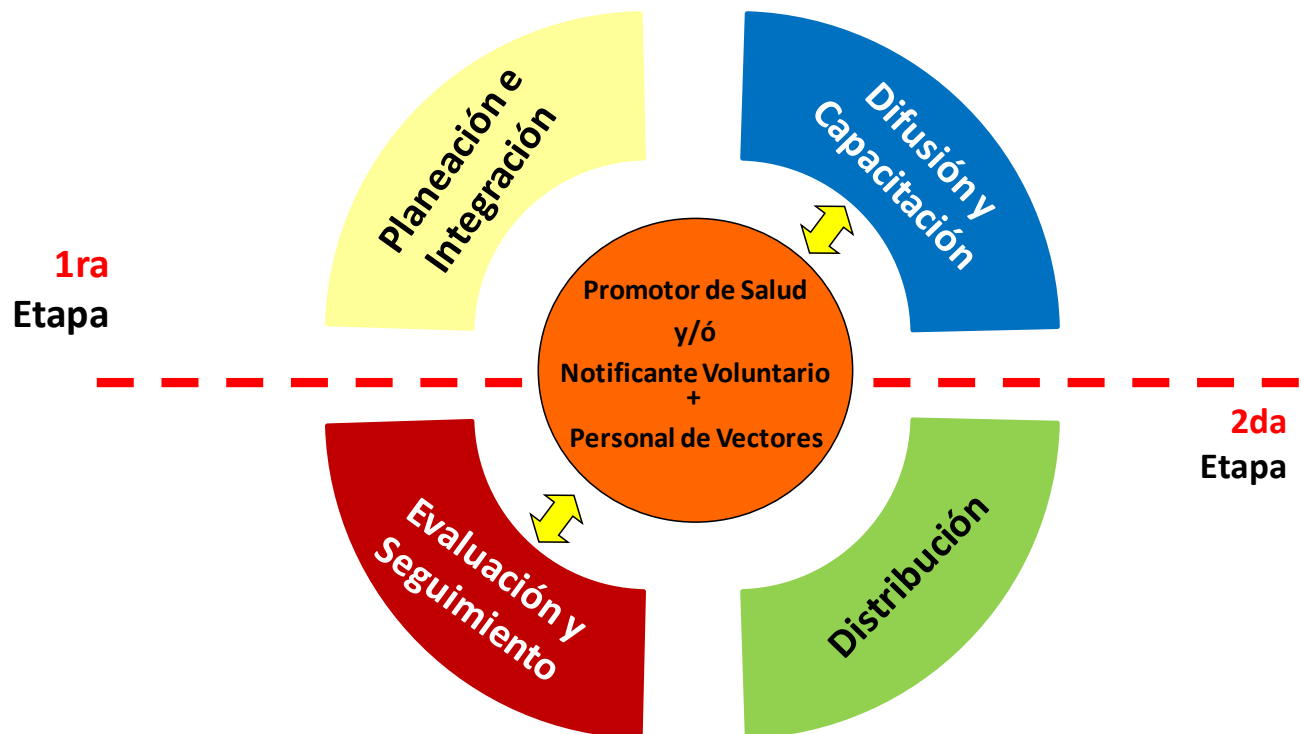 Planeación e
Integración
Difusión y
Capacitación
1ra
Etapa
Promotor de Salud
y/ó
Notificante Voluntario
+
Personal de Vectores
2da
Etapa
Evaluación y
Seguimiento
Distribución